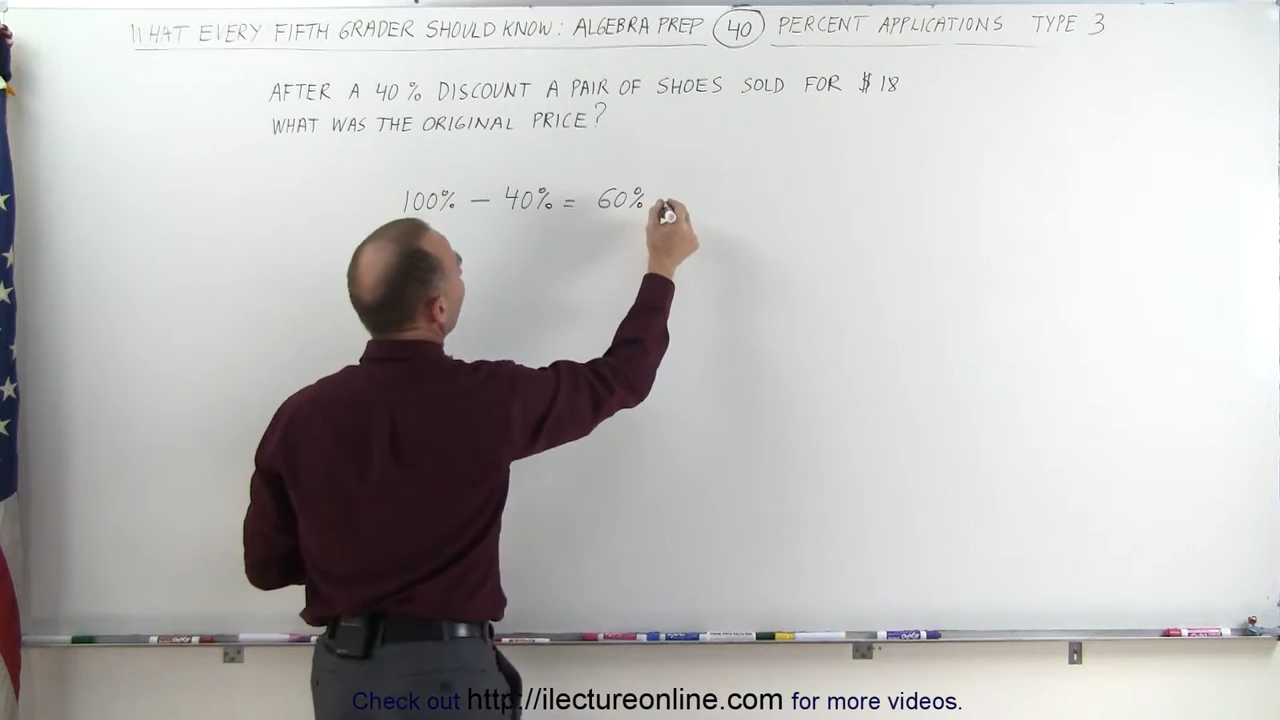 WHAT EVERY FIFTH GRADER SHOULD KNOW: ALGEBRA PREP 40 PERCENT APPLICATIONS TYPE 3
AFTER A 40% DISCOUNT A PAIR OF SHOES SOLD FOR $18
WHAT WAS THE ORIGINAL PRICE?
100% - 40% = 60%
Check out http://ilectureonline.com for more videos.